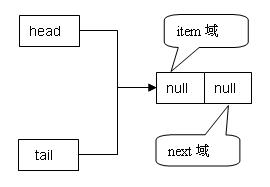 head
item 域
null null
tail
next 域